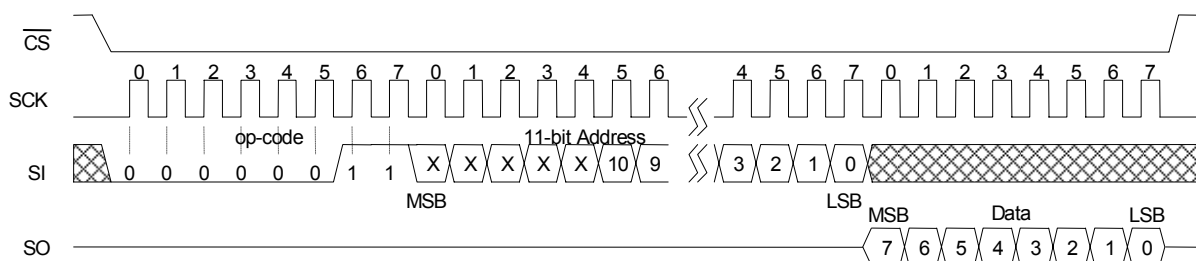 CS
0 1 2 3 4 5 6 7 0 1 2 3 4 5 6 4 5 6 7 0 1 2 3 4 5 6 7
SCK
op-code 11-bit Address
SI 0 0 0 0 0 0 1 1 X X X X X 10 9 3 2 1 0
MSB LSB MSB Data LSB
SO 7 6 5 4 3 2 1 0